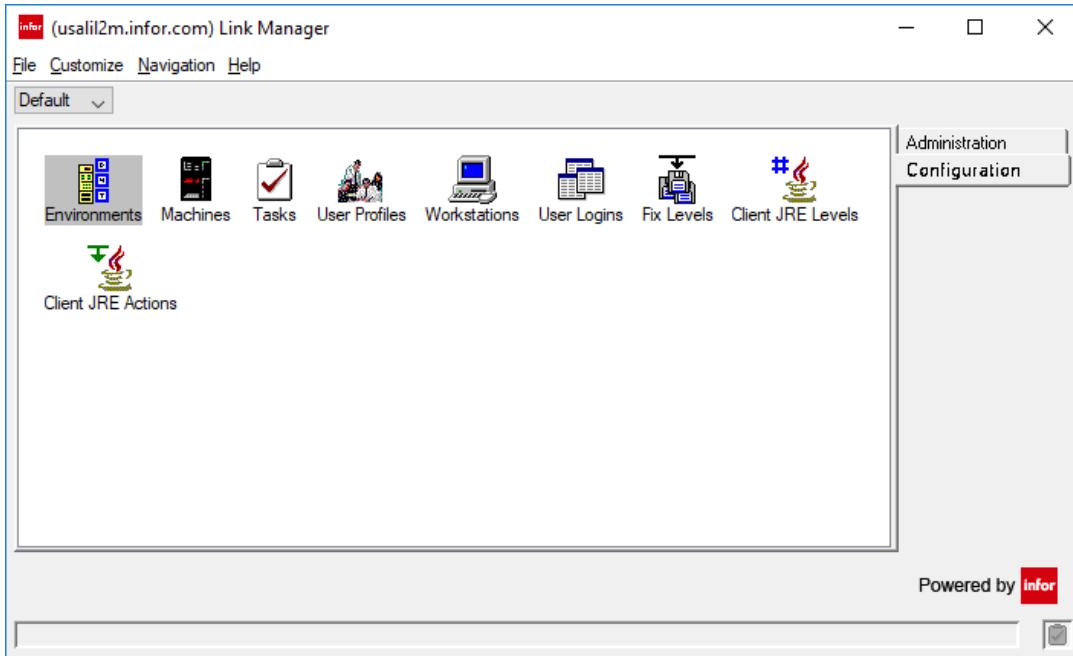 infor (usalil2m.infor.com) Link Manager
File Customize Navigation Help
Default
Administration
Configuration
Environments Machines Tasks User Profiles Workstations User Logins Fix Levels Client JRE Levels
Client JRE Actions
Powered by infor